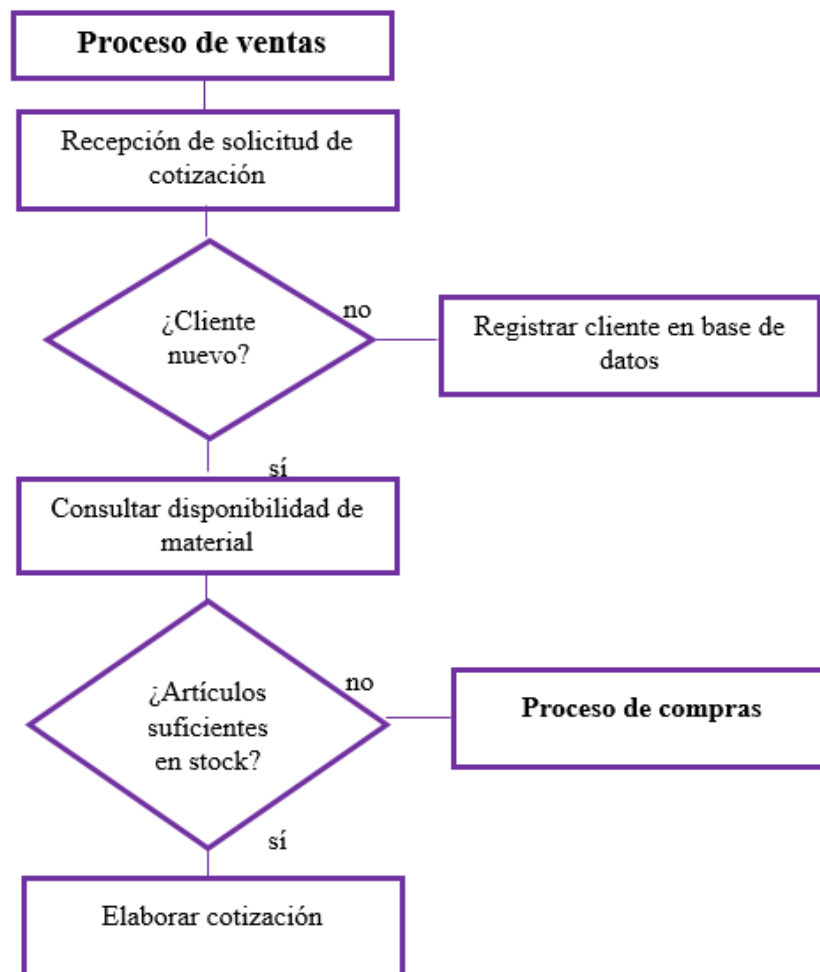 Proceso de ventas
Recepción de solicitud de
cotización
¿Cliente
nuevo?
no
Registrar cliente en base de
datos
sí
Consultar disponibilidad de
material
¿Artículos
suficientes
en stock?
no
Proceso de compras
sí
Elaborar cotización